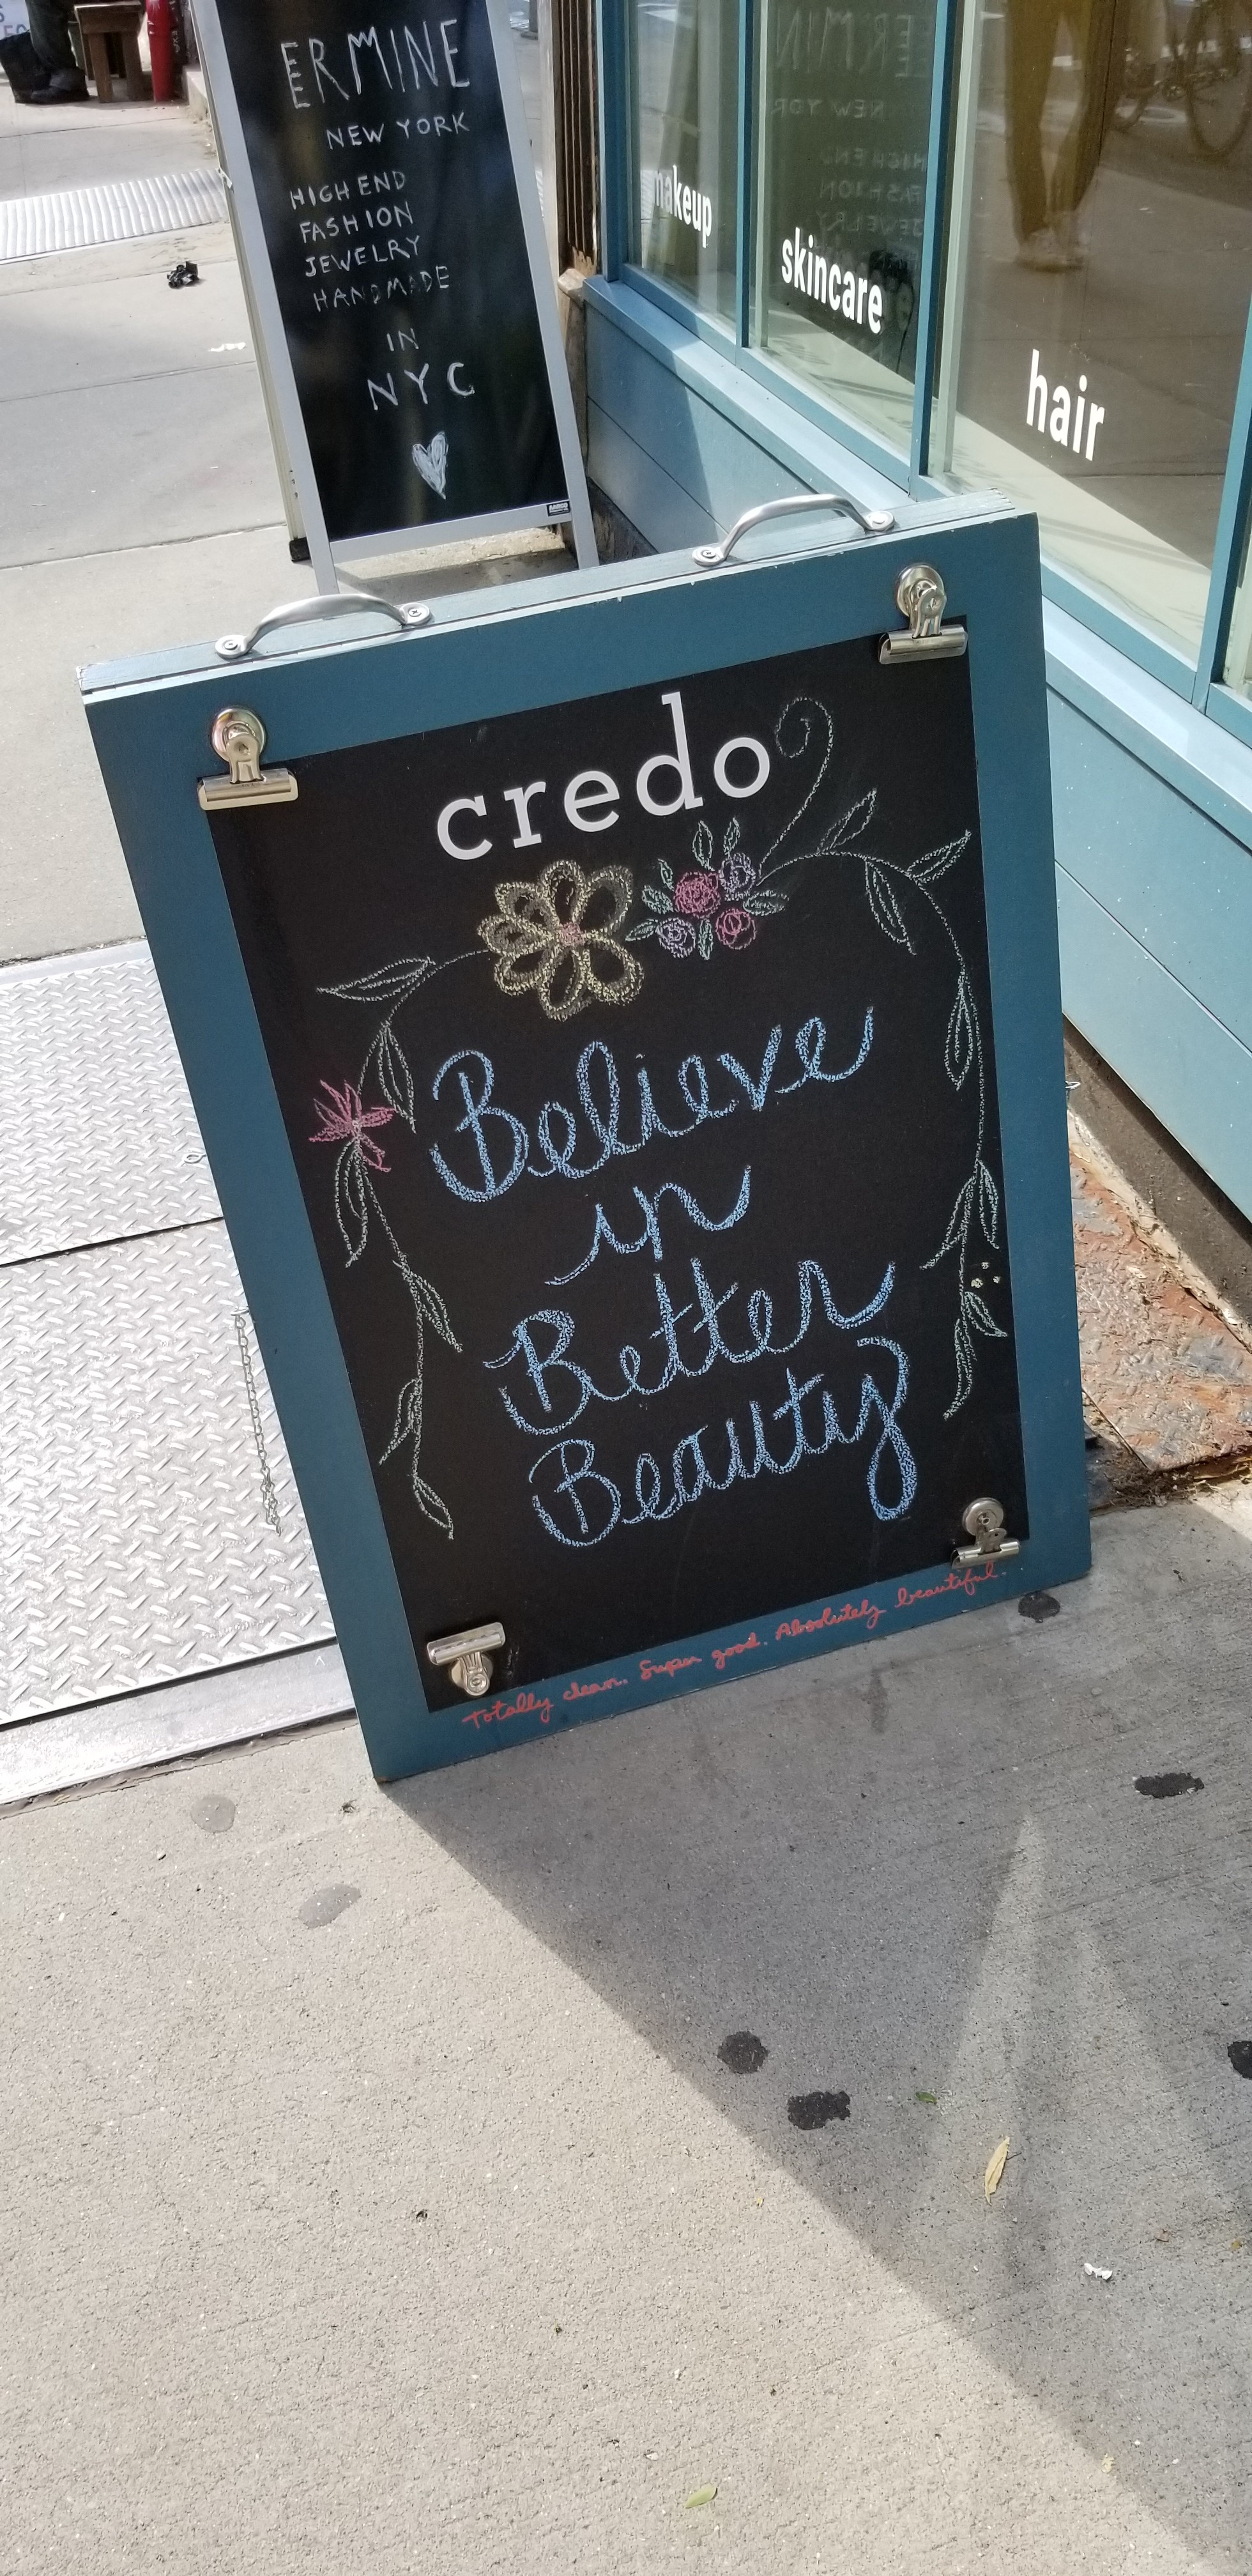 ERMINE
NEW YORK
HIGH END
FASHION
JEWELRY
HANDMADE
IN
NYC
skincare
hair
credo
Believe
in
Better
Beauty
Totally clean. Super good. Absolutely beautiful.